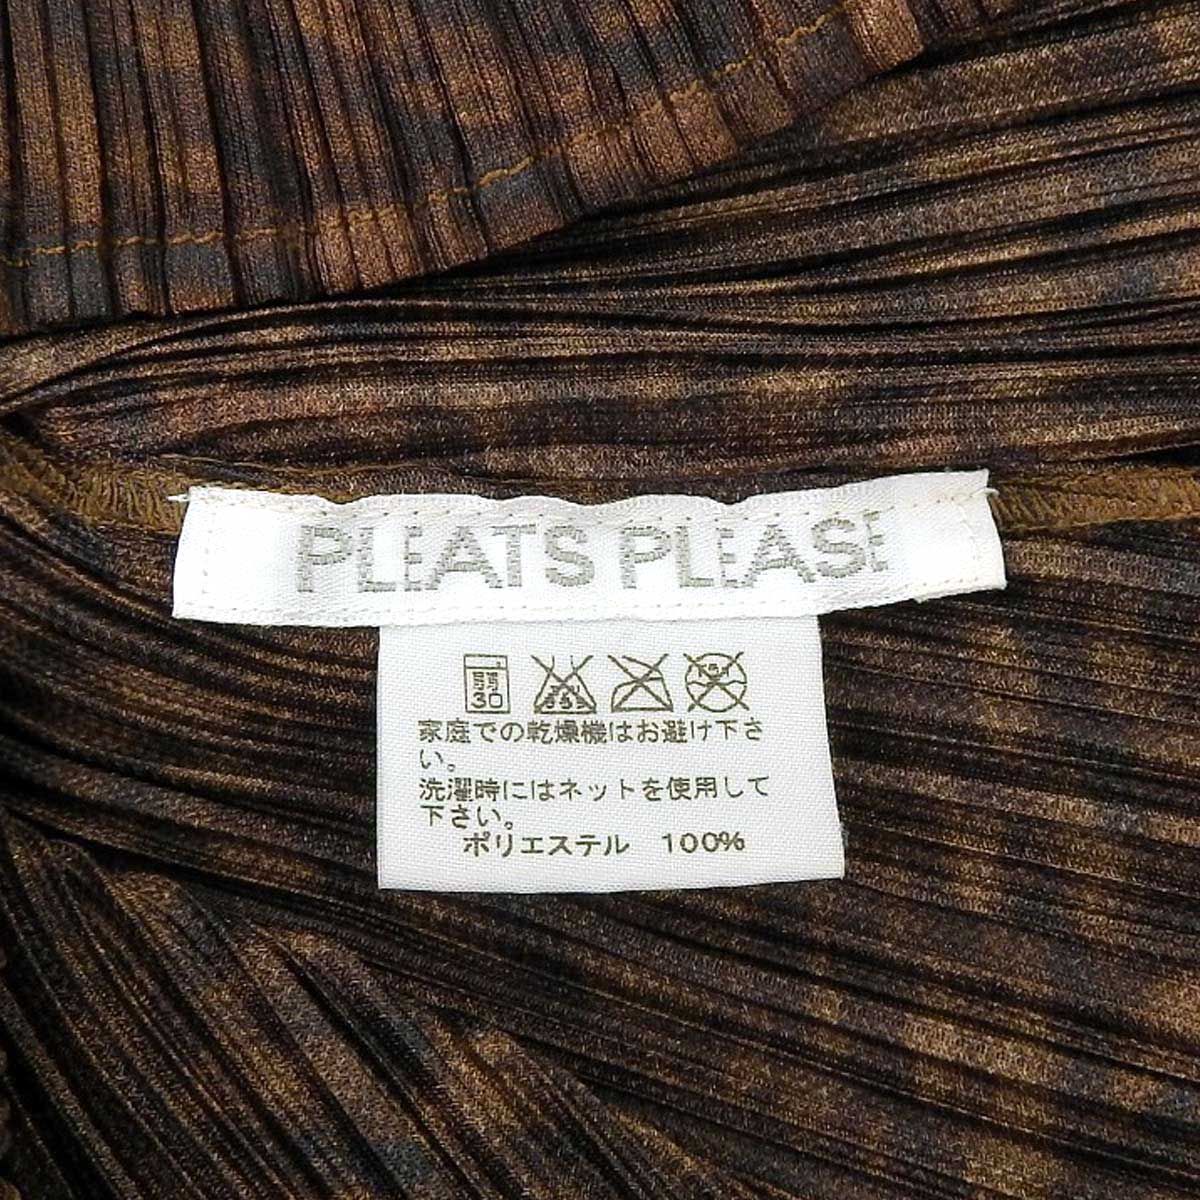 PLEATS PLEASE
弱
30
家庭での乾燥機はお避け下さ
い。
洗濯時にはネットを使用して
下さい。
ポリエステル 100%